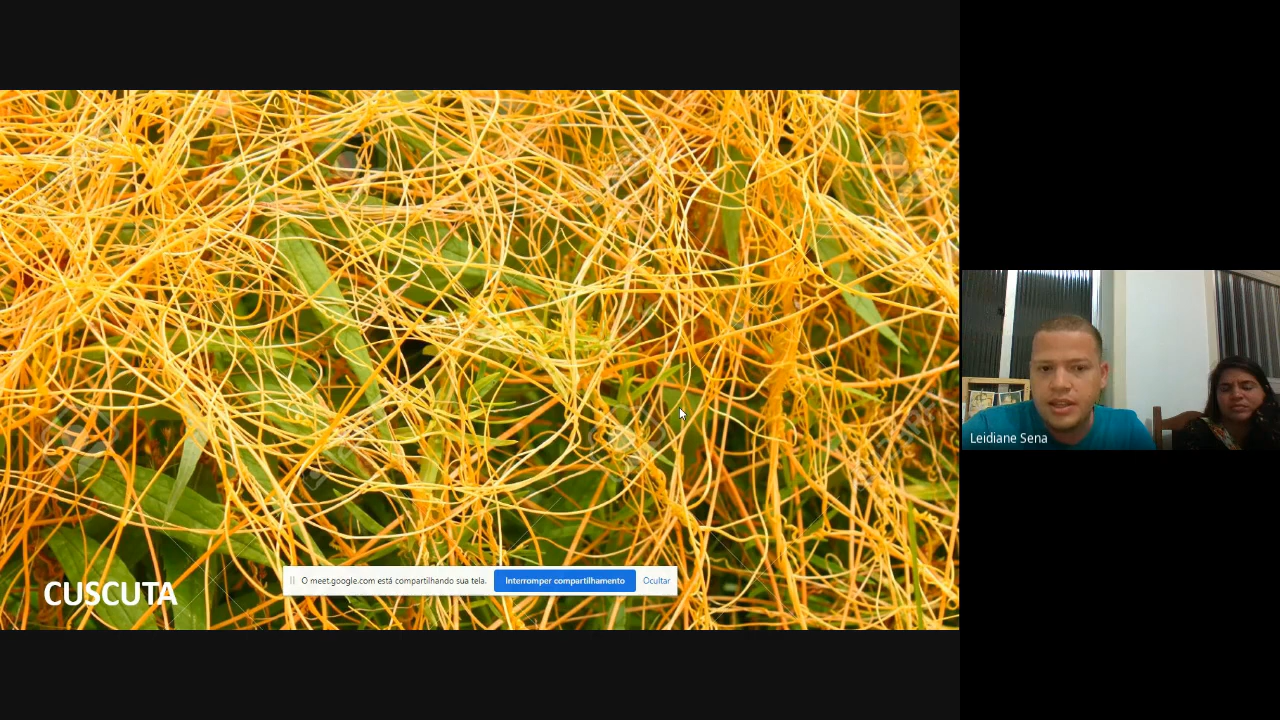 CUSCUTA
O meet.google.com está compartilhando sua tela.
Interromper compartilhamento
Ocultar
Leidiane Sena